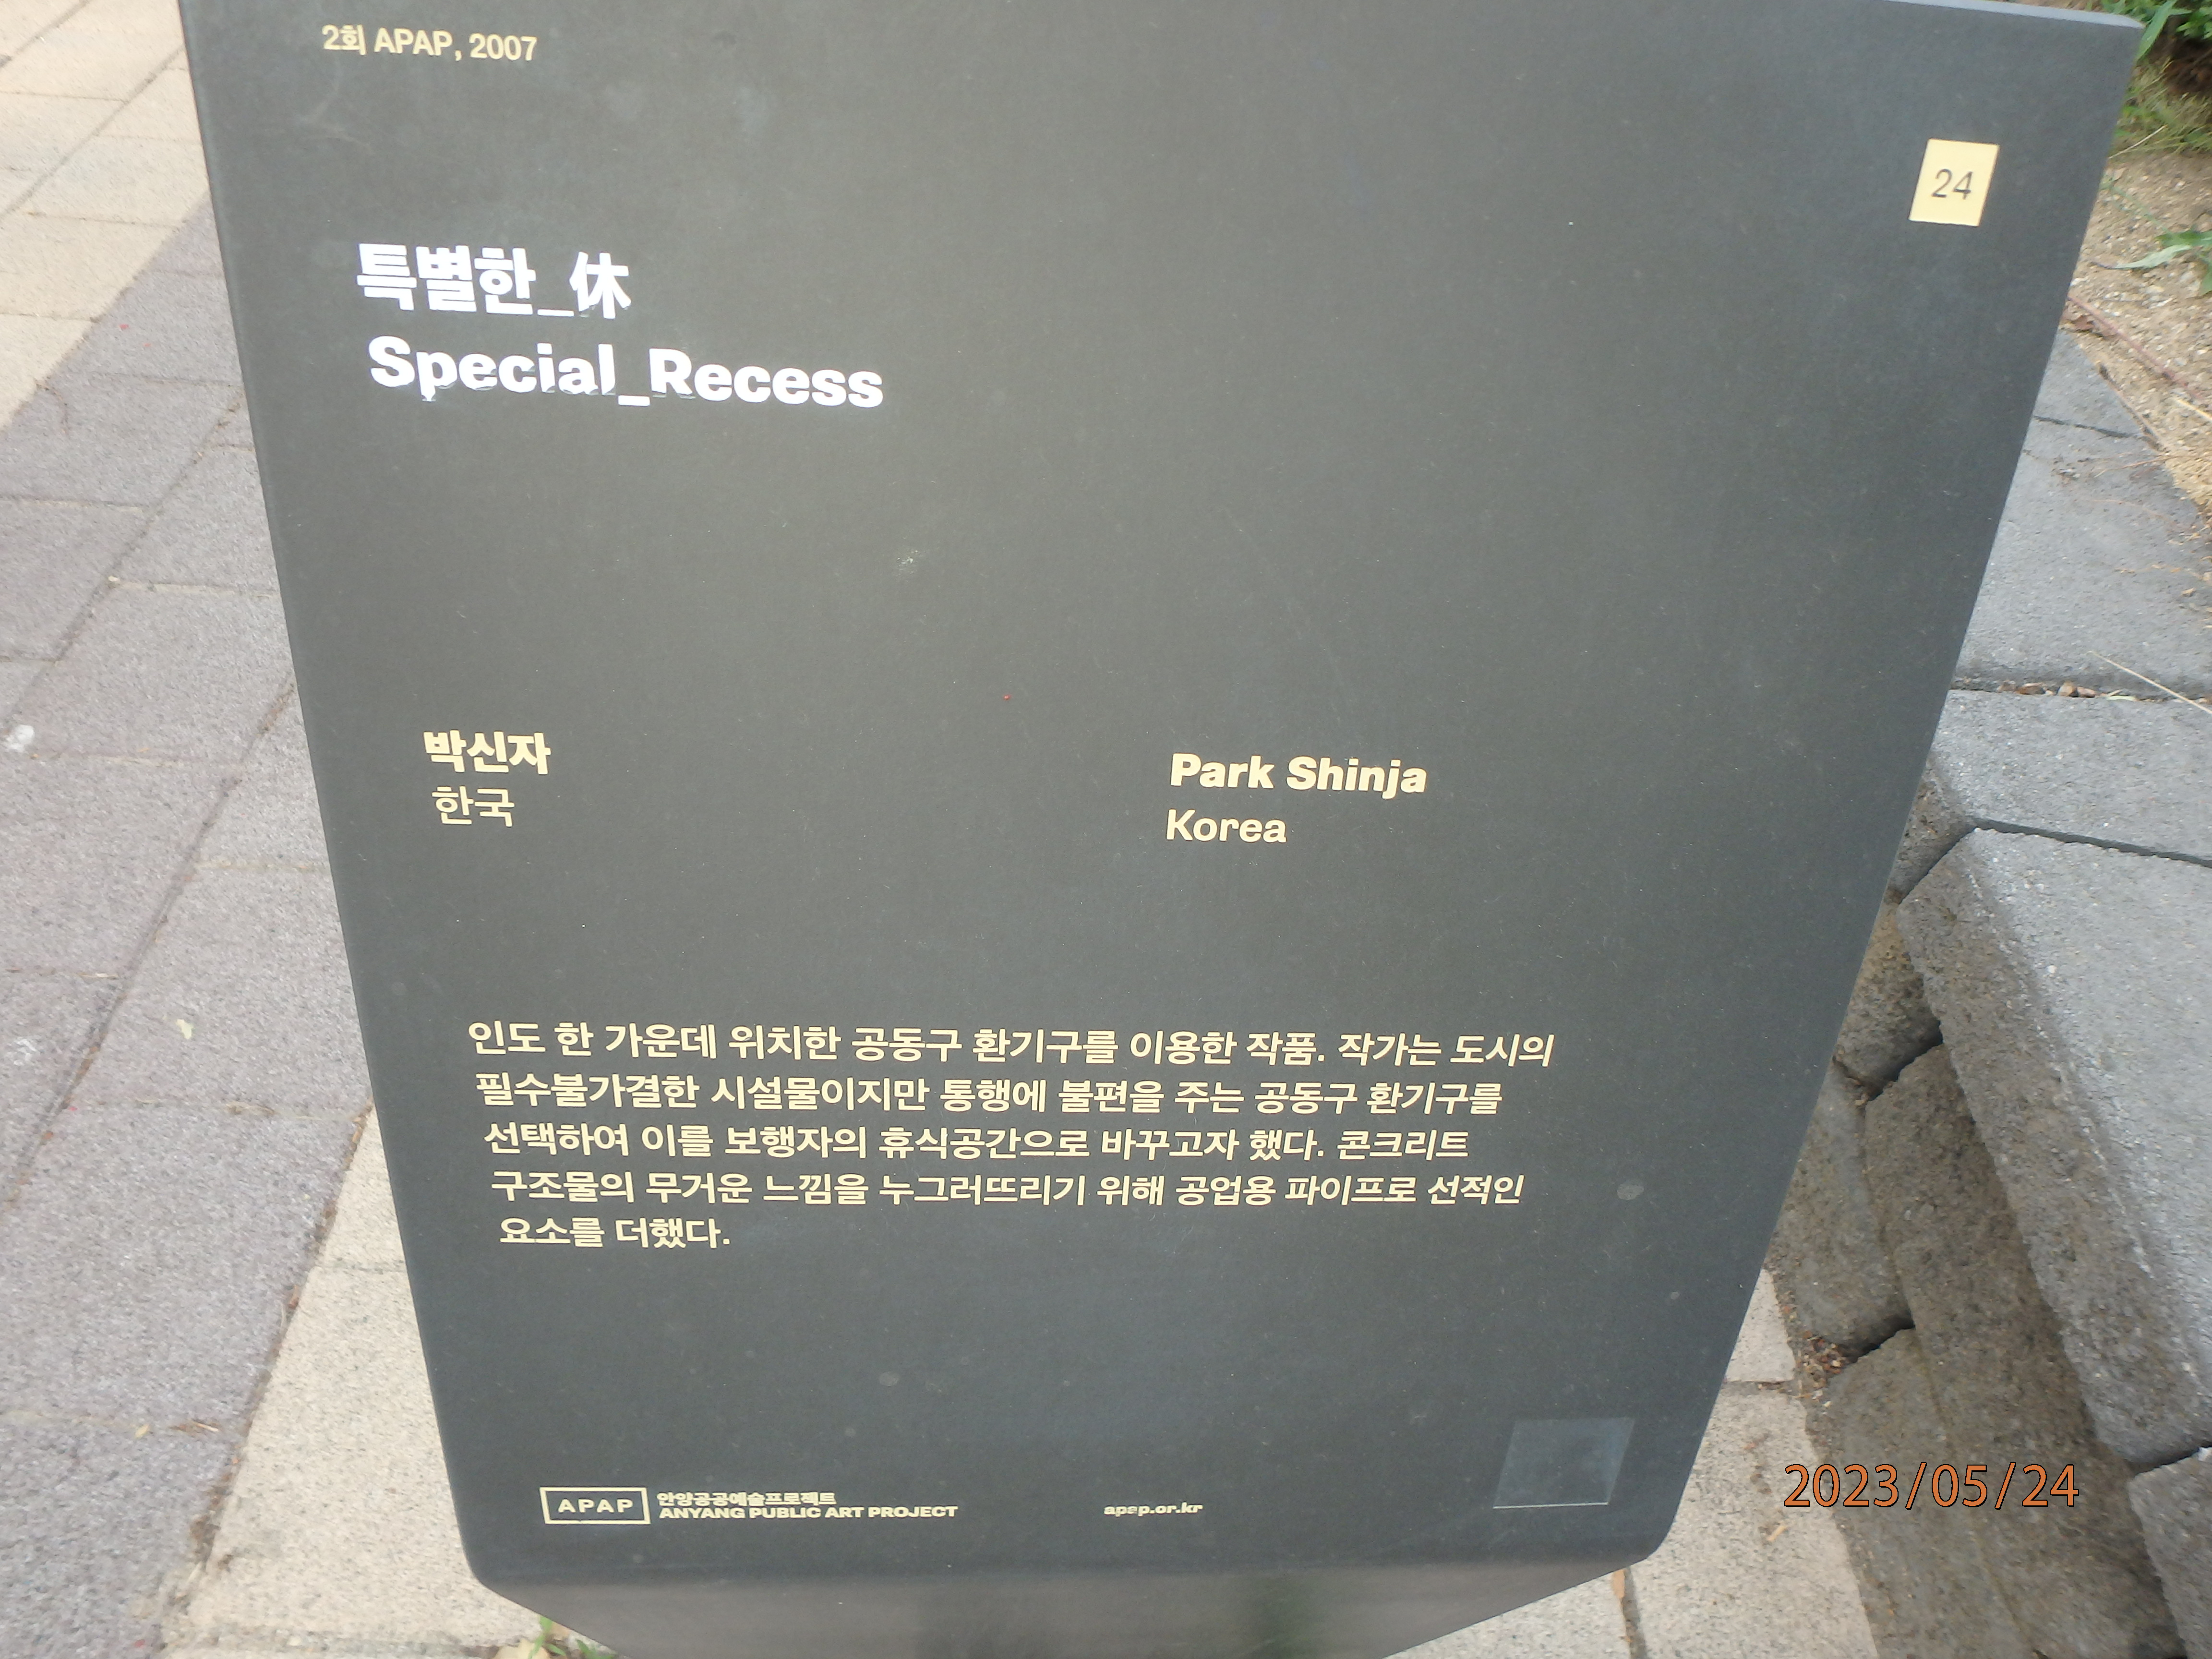 2회 APAP, 2007
24
특별한_休
Special_Recess
박신자
한국
Park Shinja
Korea
인도 한 가운데 위치한 공동구 환기구를 이용한 작품. 작가는 도시의
필수불가결한 시설물이지만 통행에 불편을 주는 공동구 환기구를
선택하여 이를 보행자의 휴식공간으로 바꾸고자 했다. 콘크리트
구조물의 무거운 느낌을 누그러뜨리기 위해 공업용 파이프로 선적인
요소를 더했다.
APAP
안양공공예술프로젝트
ANYANG PUBLIC ART PROJECT
apap.or.kr
2023/05/24